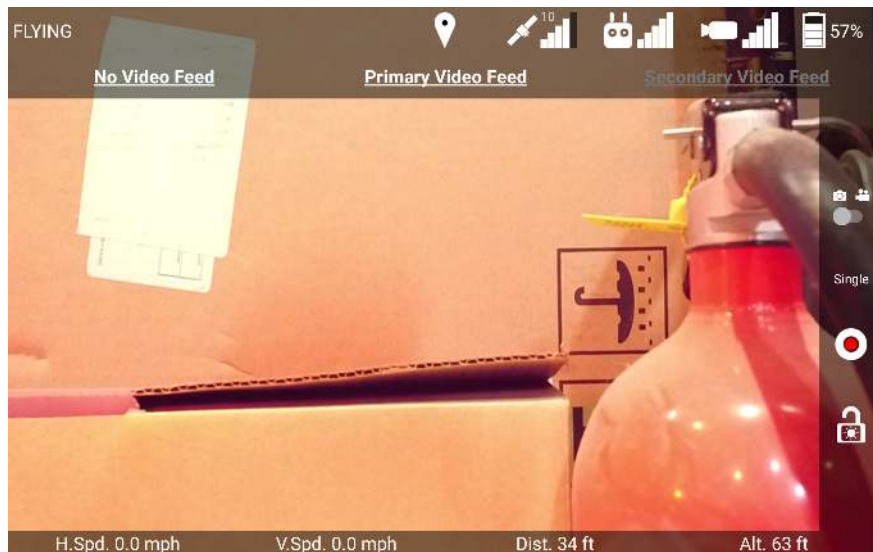 FLYING
10
57%
No Video Feed
Primary Video Feed
Secondary Video Feed
Single
H.Spd. 0.0 mph
V.Spd. 0.0 mph
Dist. 34 ft
Alt. 63 ft